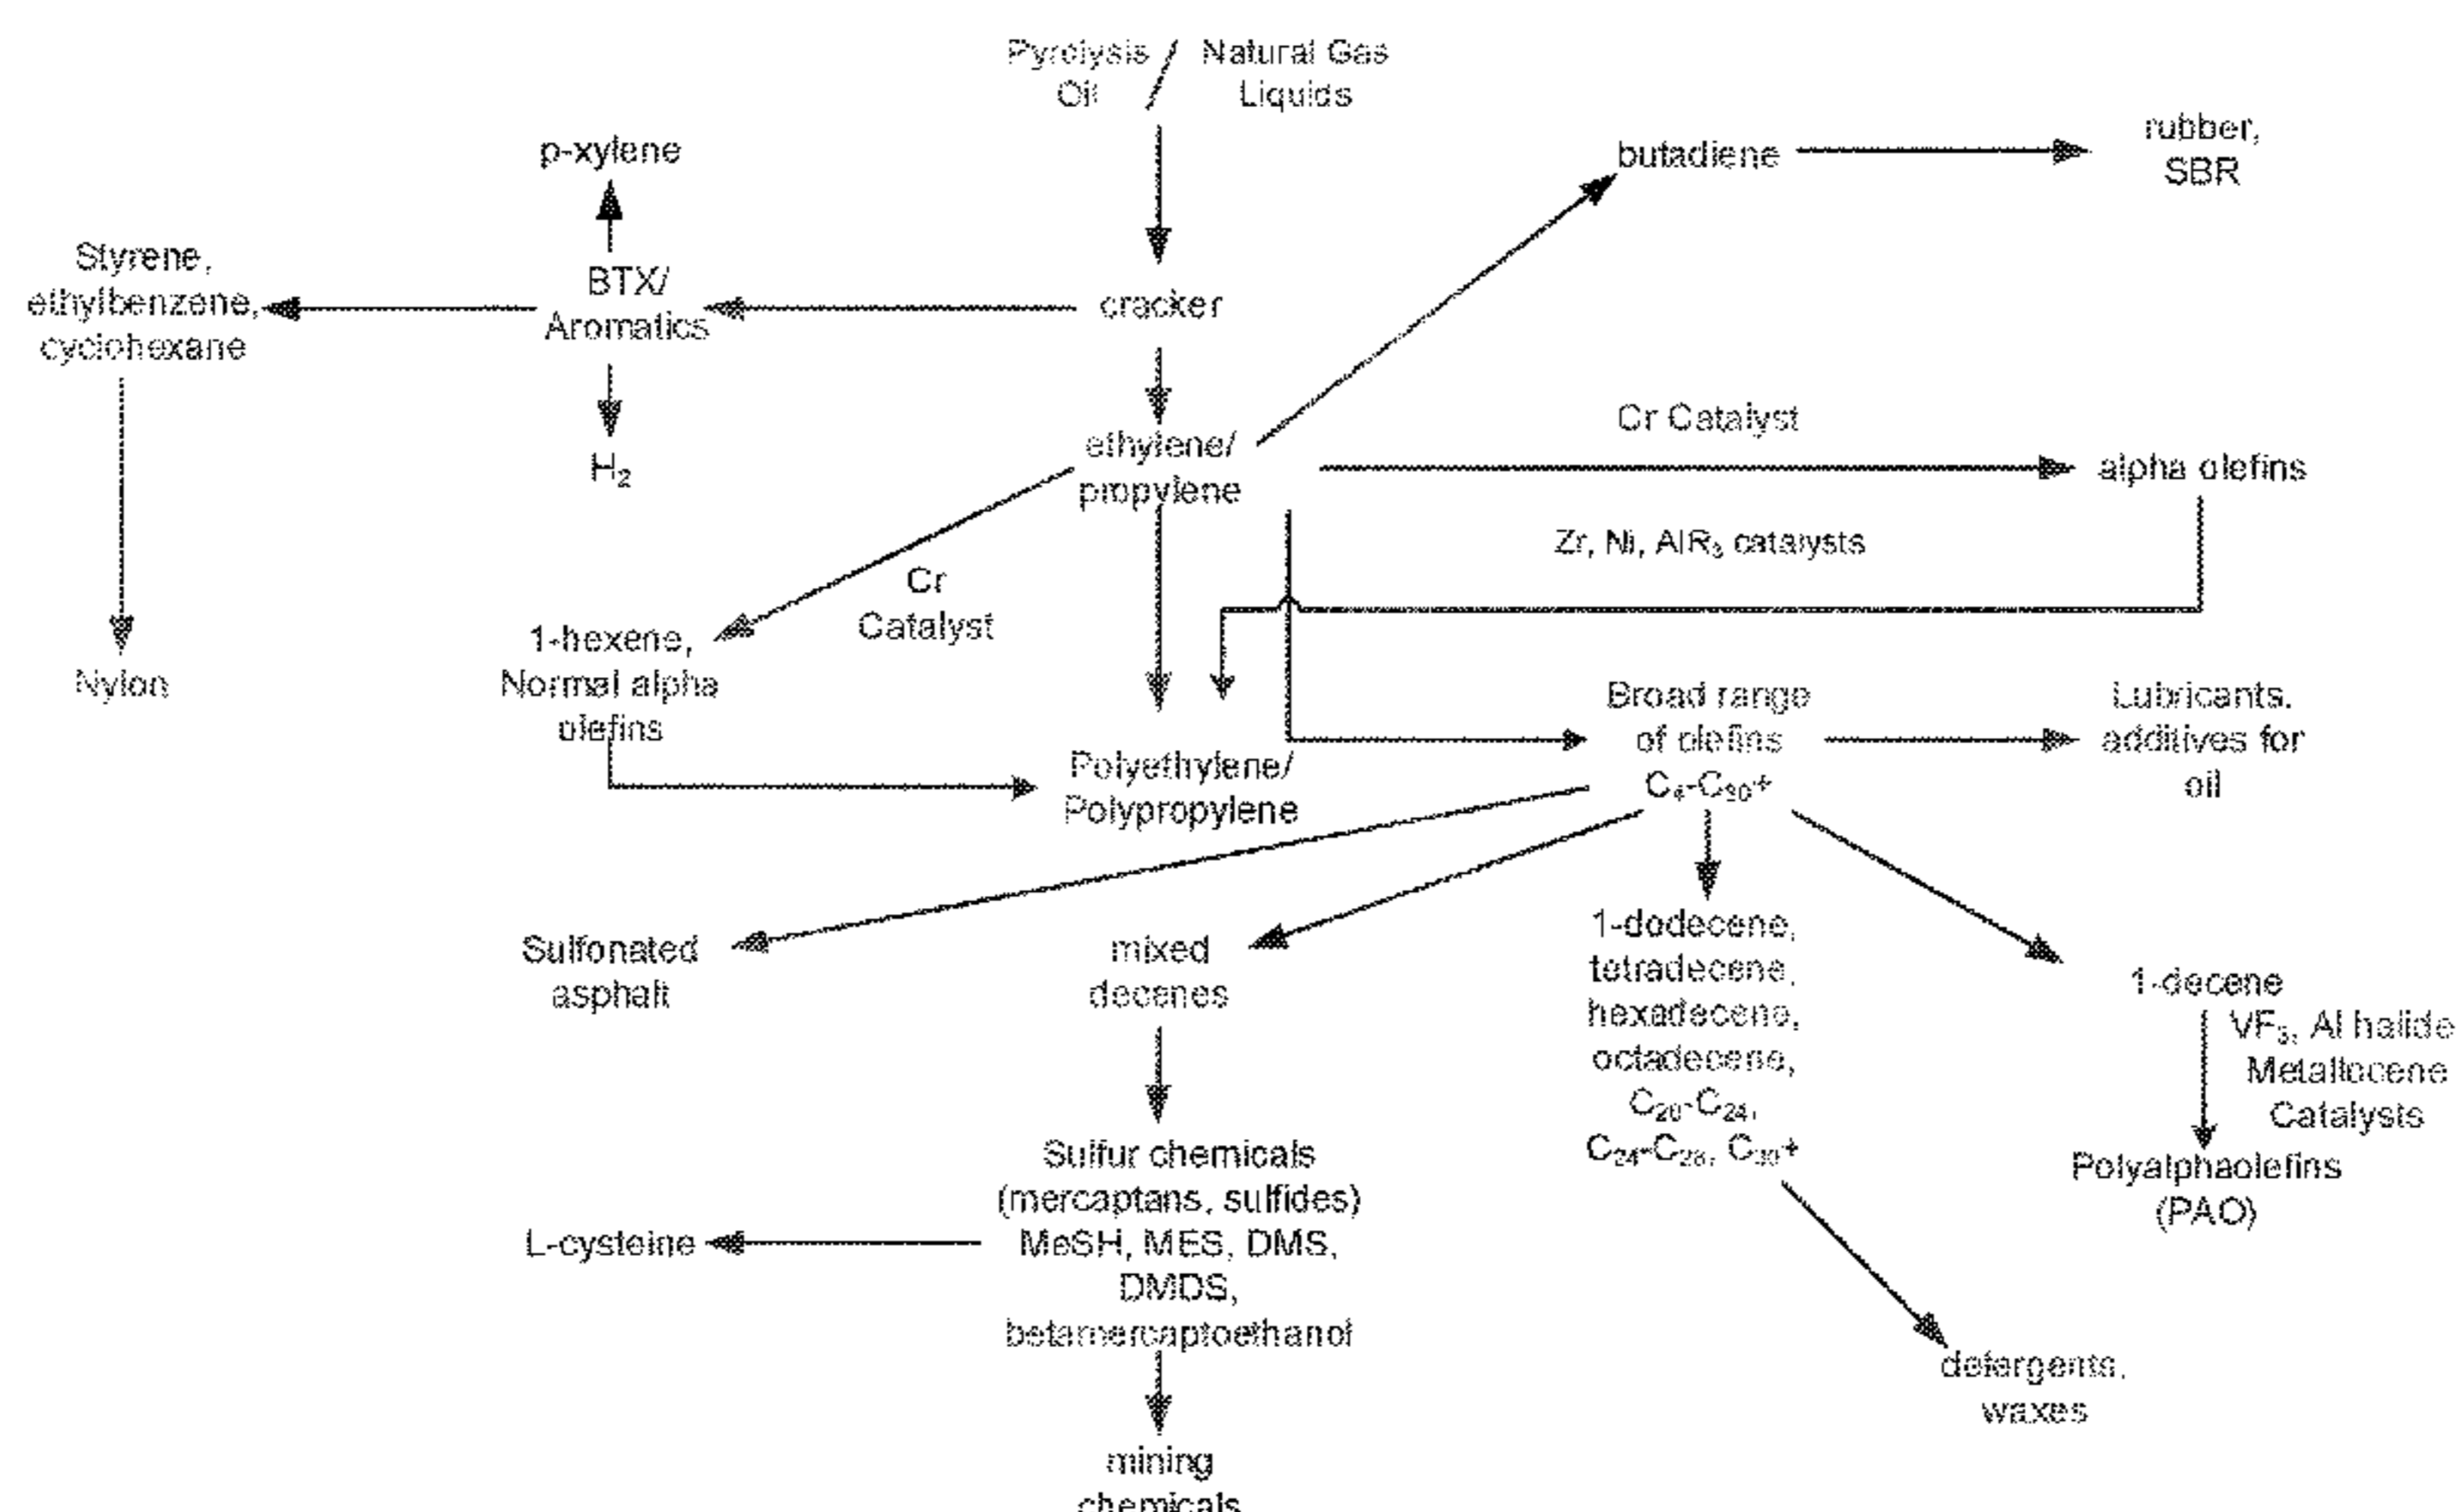 Pyrolysis / Natural Gas
Oil Liquids
p-xylene
butadiene
rubber,
SBR
Styrene,
ethylbenzene,
cyclohexane
BTX/
Aromatics
cracker
H₂
ethylene/
propylene
Cr Catalyst
alpha olefins
Zr, Ni, AlR₃ catalysts
Cr
Catalyst
Nylon
1-hexene,
Normal alpha
olefins
Polyethylene/
Polypropylene
Broad range
of olefins
C₄-C₃₀+
Lubricants,
additives for
oil
Sulfonated
asphalt
mixed
decenes
1-dodecene,
tetradecene,
hexadecene,
octadecene,
C₂₀-C₂₄,
C₂₄-C₂₈, C₃₀+
1-decene
VF₃, Al halide
Metallocene
Catalysts
Polyalphaolefins
(PAO)
Sulfur chemicals
(mercaptans, sulfides)
MeSH, MES, DMS,
DMDS,
betamercaptoethanol
L-cysteine
detergents,
waxes
mining
chemicals